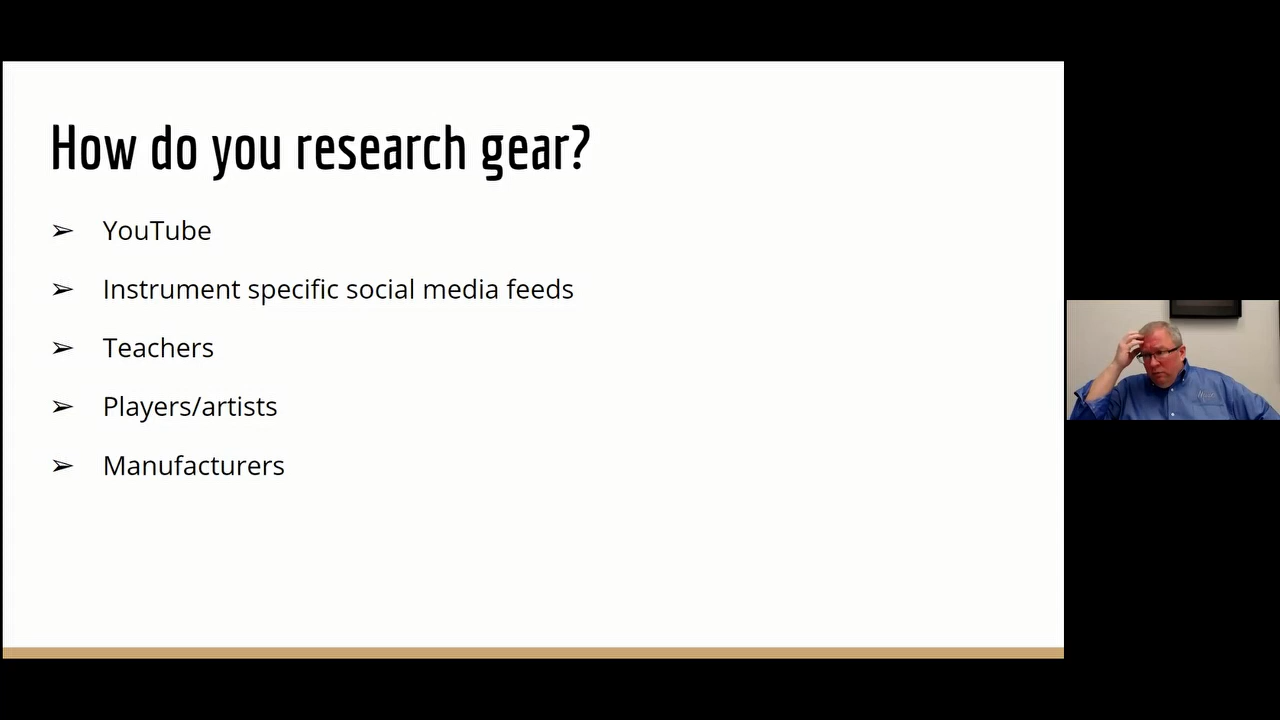 How do you research gear?
➢ YouTube
➢ Instrument specific social media feeds
➢ Teachers
➢ Players/artists
➢ Manufacturers